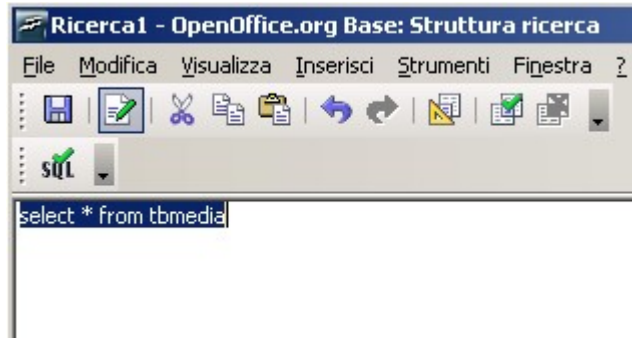 Ricerca1 - OpenOffice.org Base: Struttura ricerca
File Modifica Visualizza Inserisci Strumenti Finestra ?
SQL
select * from tbmedia